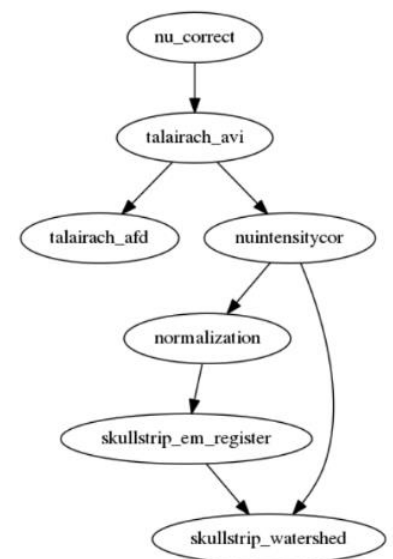 nu_correct
talairach_avi
talairach_afd
nuintensitycor
normalization
skullstrip_em_register
skullstrip_watershed